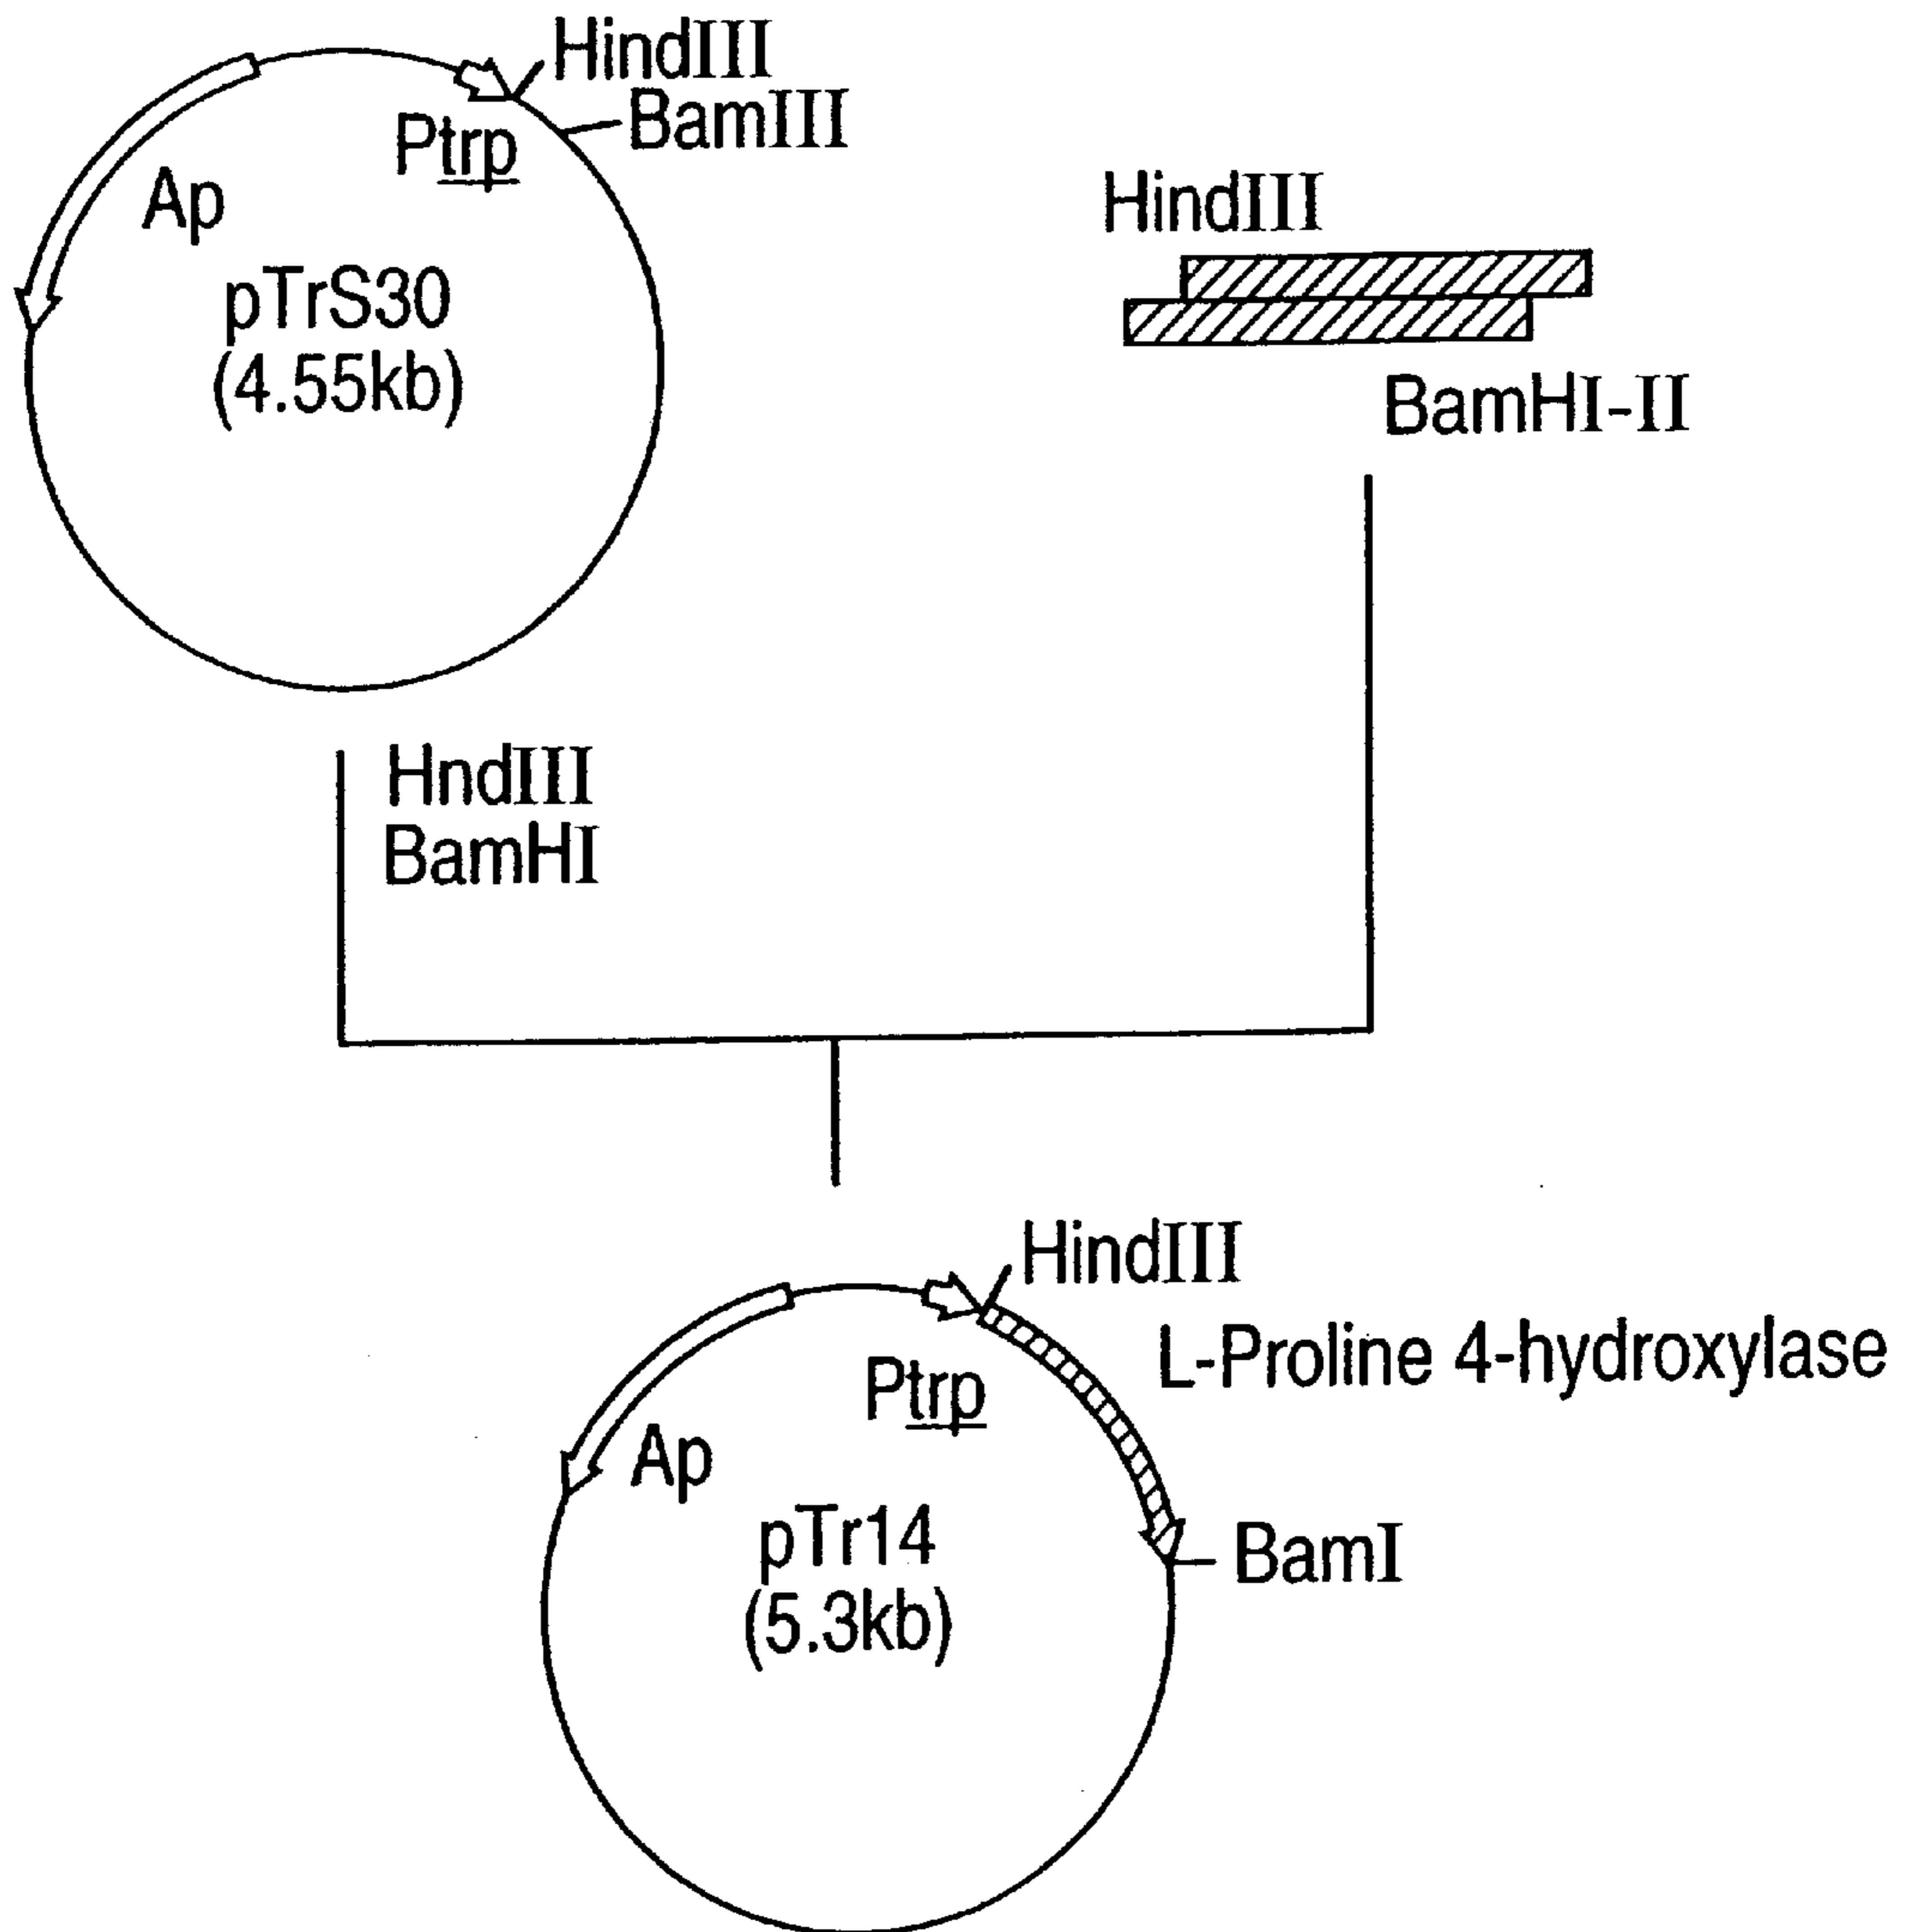 HindIII
BamIII
Ptrp
Ap
pTrS30
(4.55kb)
HindIII
BamHI-II
HndIII
BamHI
HindIII
L-Proline 4-hydroxylase
Ptrp
Ap
pTr14
(5.3kb)
BamI